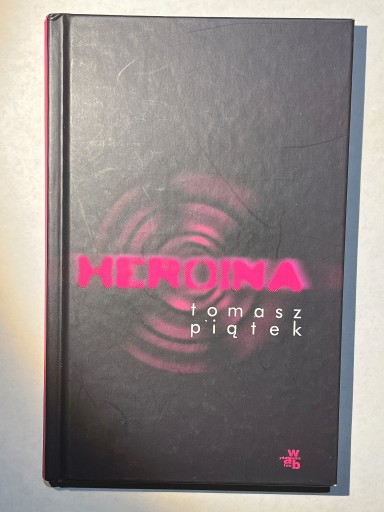 HEROINA
tomasz
piątek
w
a b